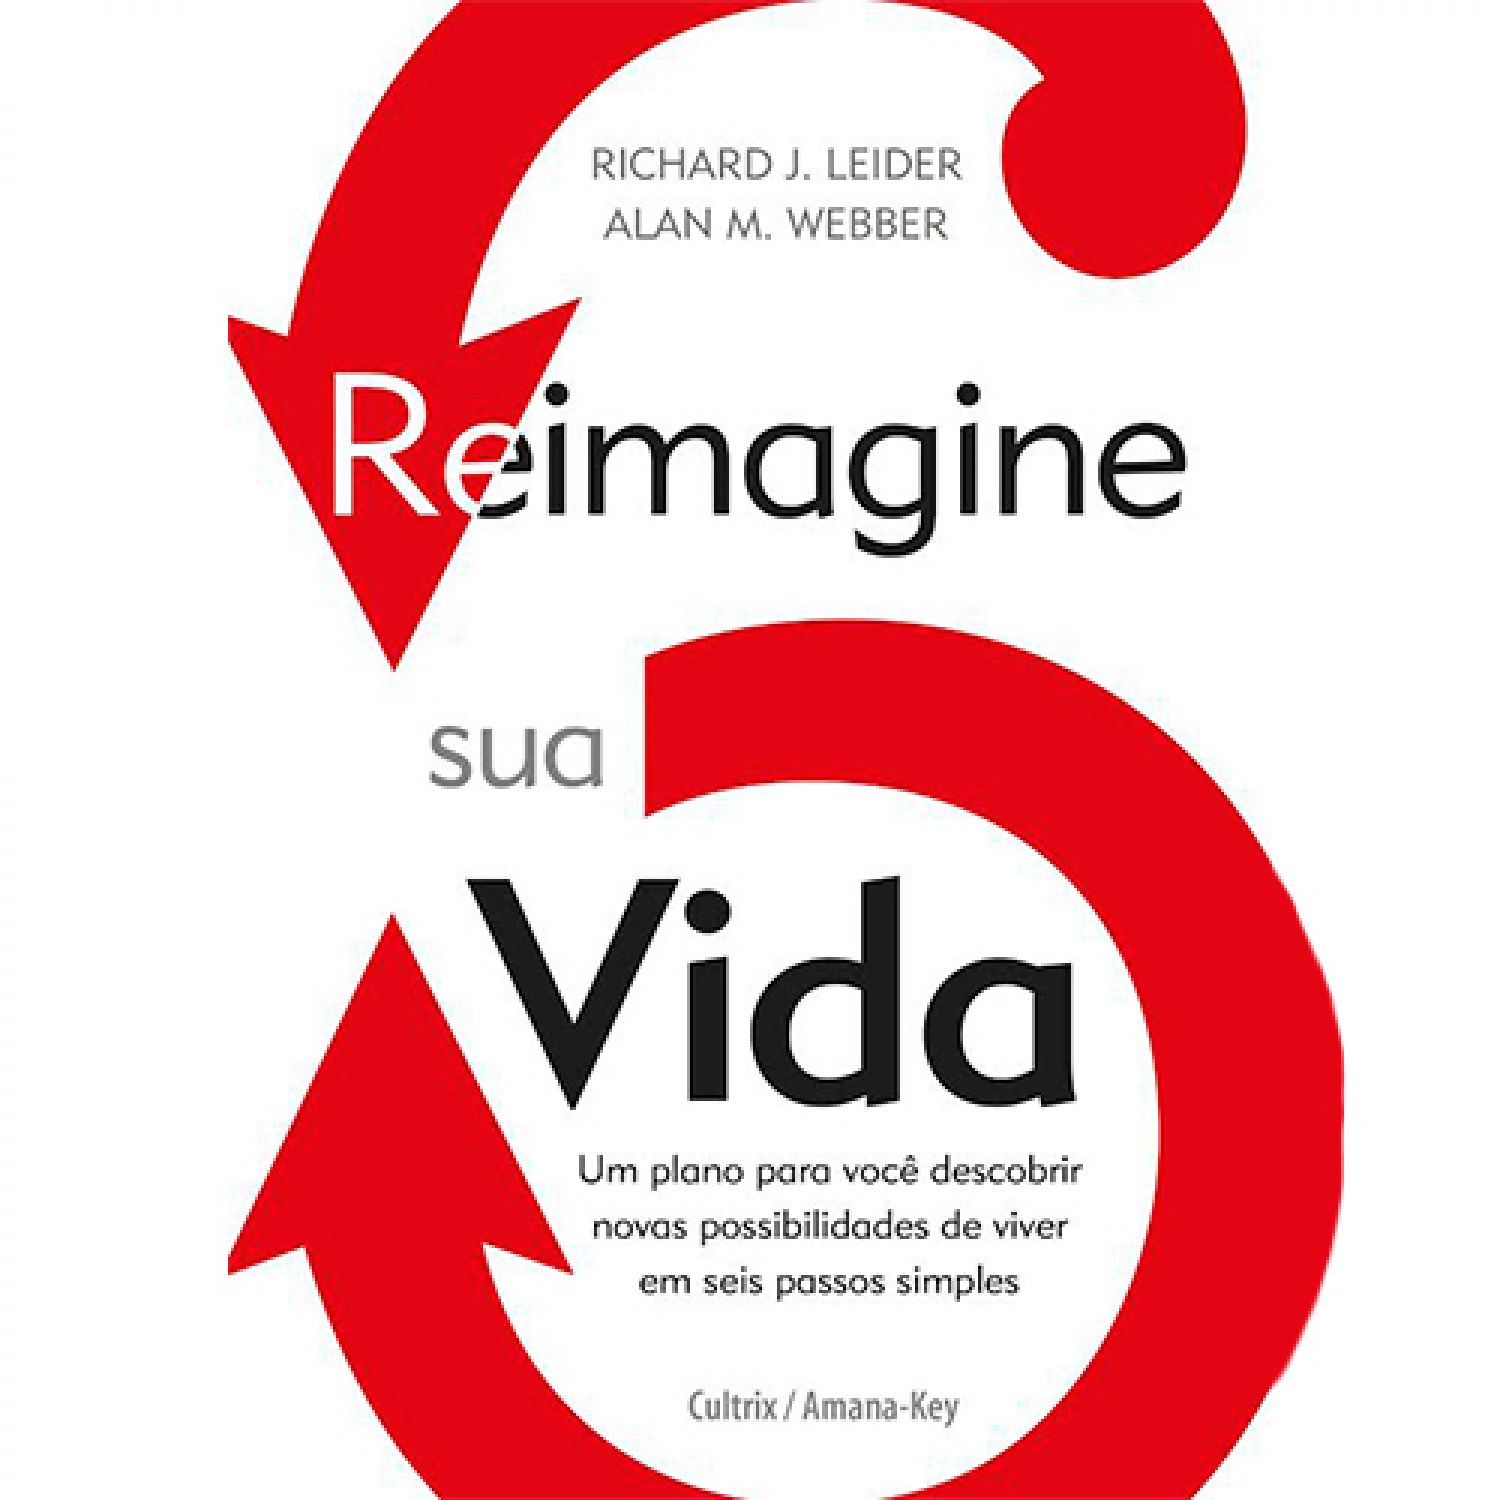 RICHARD J. LEIDER
ALAN M. WEBBER
Reimagine
sua
Vida
Um plano para você descobrir
novas possibilidades de viver
em seis passos simples
Cultrix / Amana-Key